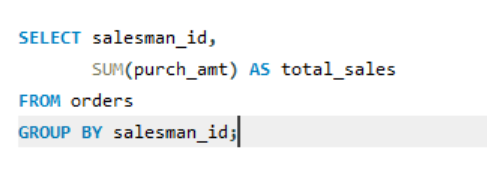 SELECT salesman_id,
SUM(purch_amt) AS total_sales
FROM orders
GROUP BY salesman_id;